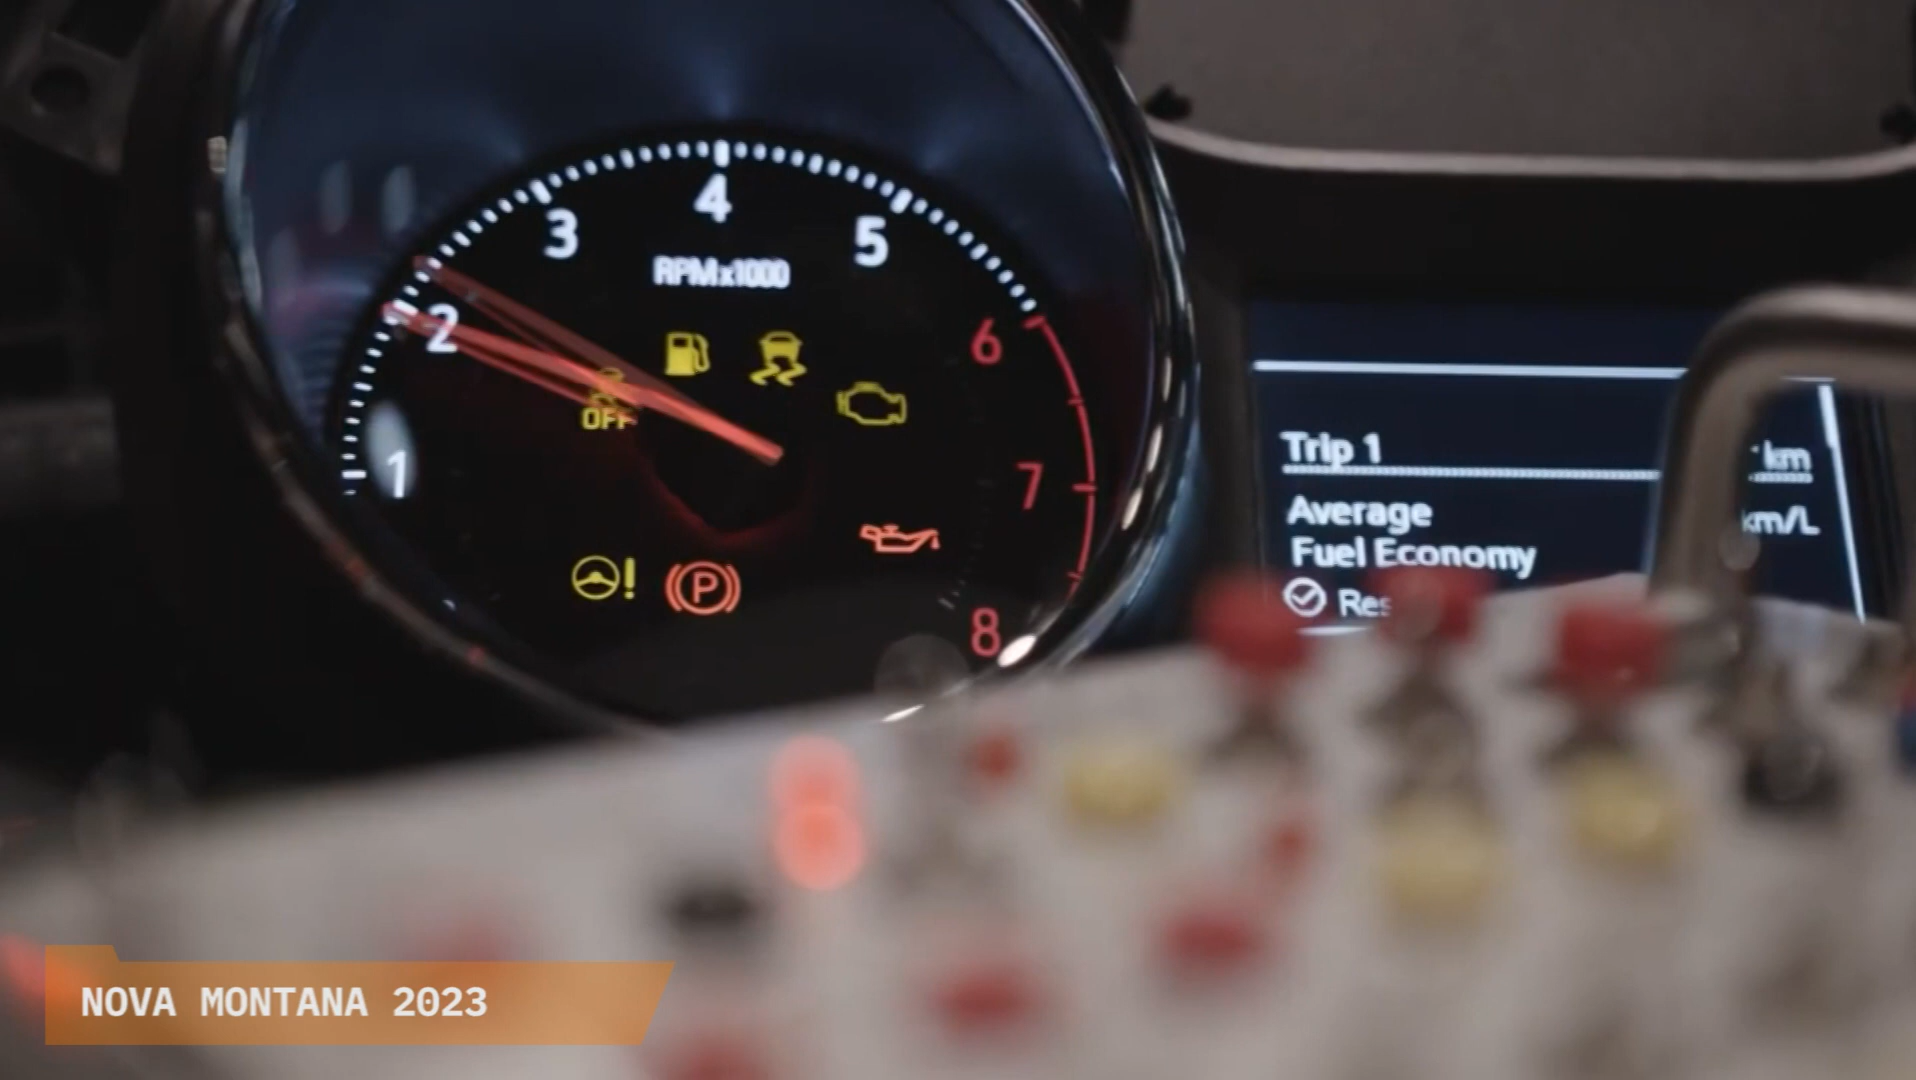 4
3
5
RPMx1000
2
6
OFF
1
7
P
8
Trip 1
km
km/L
Average
Fuel Economy
NOVA MONTANA 2023